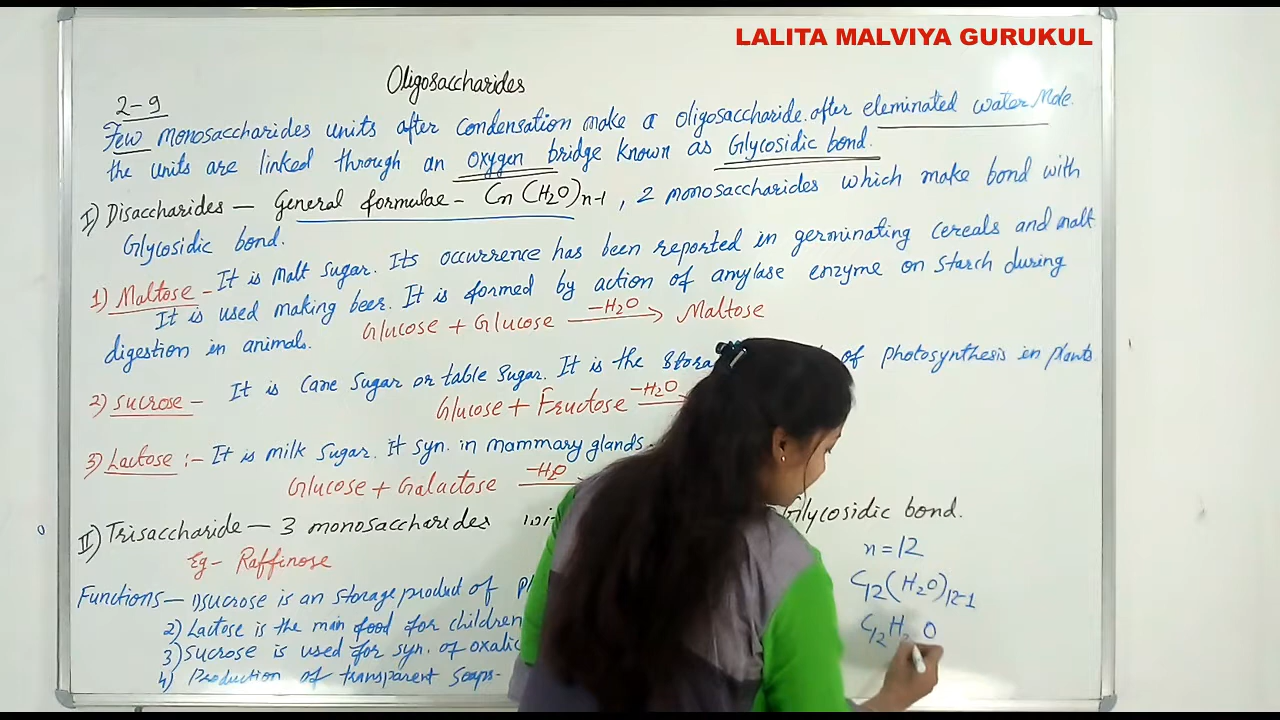 LALITA MALVIYA GURUKUL
Oligosaccharides
2-9
Few monosaccharides units after condensation make a oligosaccharide. after eleminated water Mole.
the units are linked through an oxygen bridge known as Glycosidic bond.
I) Disaccharides — General formulae - Cn (H2O)n-1, 2 monosaccharides which make bond with
Glycosidic bond.
1) Maltose - It is Malt Sugar. Its occurrence has been reported in germinating cereals and malt.
It is used making beer. It is formed by action of amylase enzyme on starch during
digestion in animals.
Glucose + Glucose -H2O → Maltose
2) Sucrose - It is Cane Sugar or table Sugar. It is the of photosynthesis in plants
Glucose + Fructose -H2O
3) Lactose :- It is milk Sugar. It syn. in mammary glands.
Glucose + Galactose -H2O
II) Trisaccharide — 3 monosaccharides Glycosidic bond.
Eg - Raffinose
n=12
C12(H2O)12-1
C12H2 O
Functions — 1) Sucrose is an storage product of
2) Lactose is the main food for children
3) Sucrose is used for syn. of oxalic
4) Production of transparent Soaps-